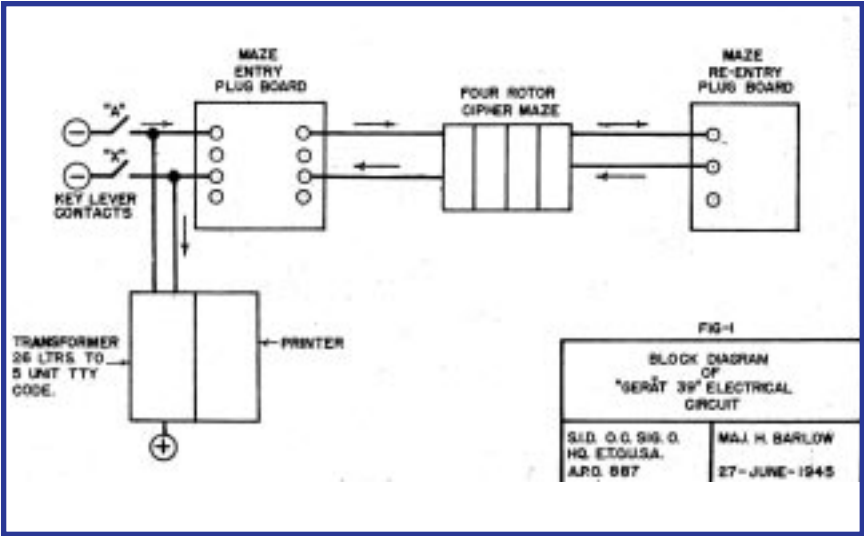 MAZE
ENTRY
PLUG BOARD
FOUR ROTOR
CIPHER MAZE
MAZE
RE-ENTRY
PLUG BOARD
"A"
"X"
KEY LEVER
CONTACTS
TRANSFORMER
26 LTRS. TO
5 UNIT TTY
CODE.
PRINTER
FIG-1
BLOCK DIAGRAM
OF
"GERÄT 39" ELECTRICAL
CIRCUIT
S.I.D. O.C. SIG. O.
HQ. E.T.O.U.S.A.
A.P.O. 887
MAJ. H. BARLOW
27-JUNE-1945